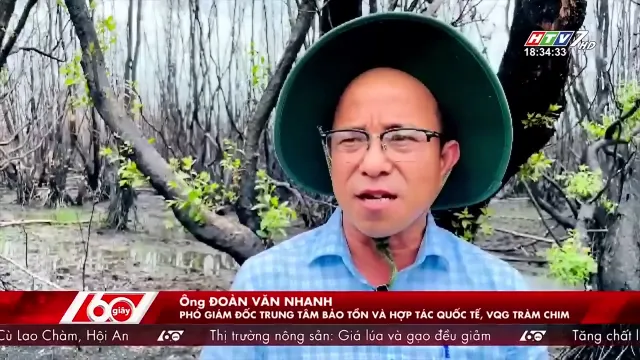 HTV7 HD
18:34:33
60 giây
Ông ĐOÀN VĂN NHANH
PHÓ GIÁM ĐỐC TRUNG TÂM BẢO TỒN VÀ HỢP TÁC QUỐC TẾ, VQG TRÀM CHIM
Cù Lao Chàm, Hội An 60 giây Thị trường nông sản: Giá lúa và gạo đều giảm 60 giây Tăng chất